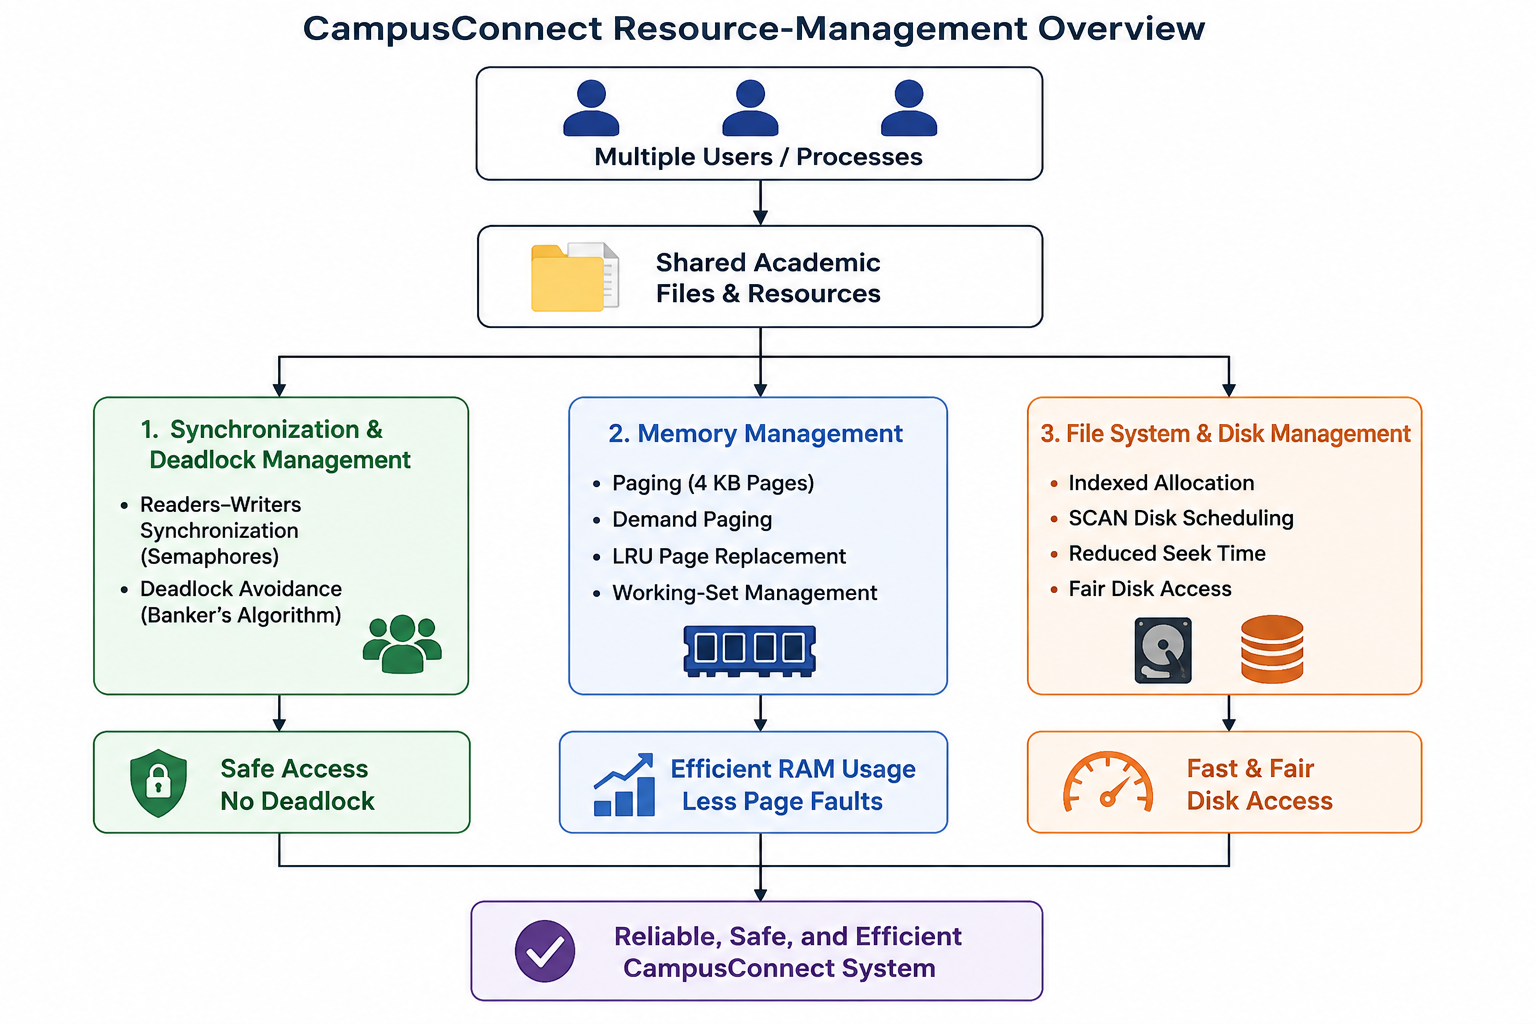 CampusConnect Resource-Management Overview
Multiple Users / Processes
Shared Academic
Files & Resources
1. Synchronization &
Deadlock Management
• Readers–Writers
Synchronization
(Semaphores)
• Deadlock Avoidance
(Banker’s Algorithm)
2. Memory Management
• Paging (4 KB Pages)
• Demand Paging
• LRU Page Replacement
• Working-Set Management
3. File System & Disk Management
• Indexed Allocation
• SCAN Disk Scheduling
• Reduced Seek Time
• Fair Disk Access
Safe Access
No Deadlock
Efficient RAM Usage
Less Page Faults
Fast & Fair
Disk Access
Reliable, Safe, and Efficient
CampusConnect System